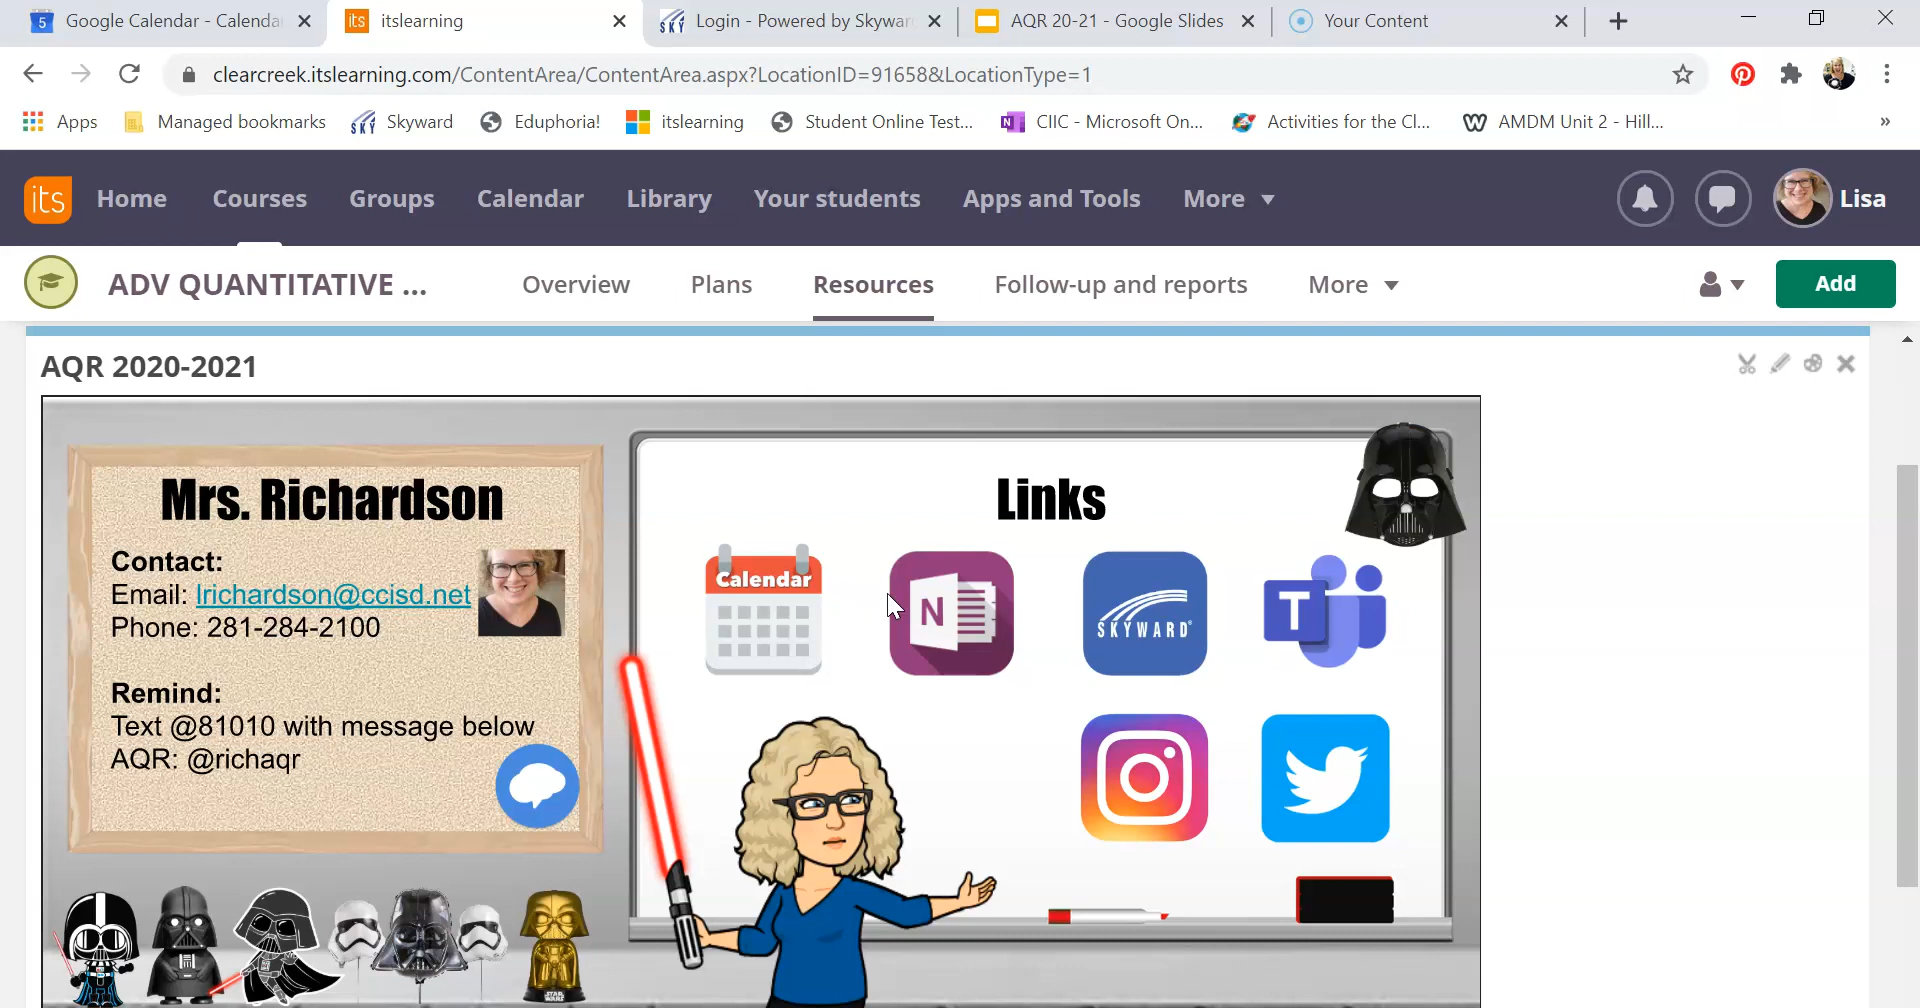 Google Calendar - Calenda
itslearning
Login - Powered by Skywar
AQR 20-21 - Google Slides
Your Content
clearcreek.itslearning.com/ContentArea/ContentArea.aspx?LocationID=91658&LocationType=1
Apps
Managed bookmarks
Skyward
Eduphoria!
itslearning
Student Online Test...
CIIC - Microsoft On...
Activities for the Cl...
AMDM Unit 2 - Hill...
its
Home
Courses
Groups
Calendar
Library
Your students
Apps and Tools
More
Lisa
ADV QUANTITATIVE ...
Overview
Plans
Resources
Follow-up and reports
More
Add
AQR 2020-2021
Mrs. Richardson
Contact:
Email: lrichardson@ccisd.net
Phone: 281-284-2100
Remind:
Text @81010 with message below
AQR: @richaqr
Links
Calendar
N
SKYWARD
T
STAR WARS